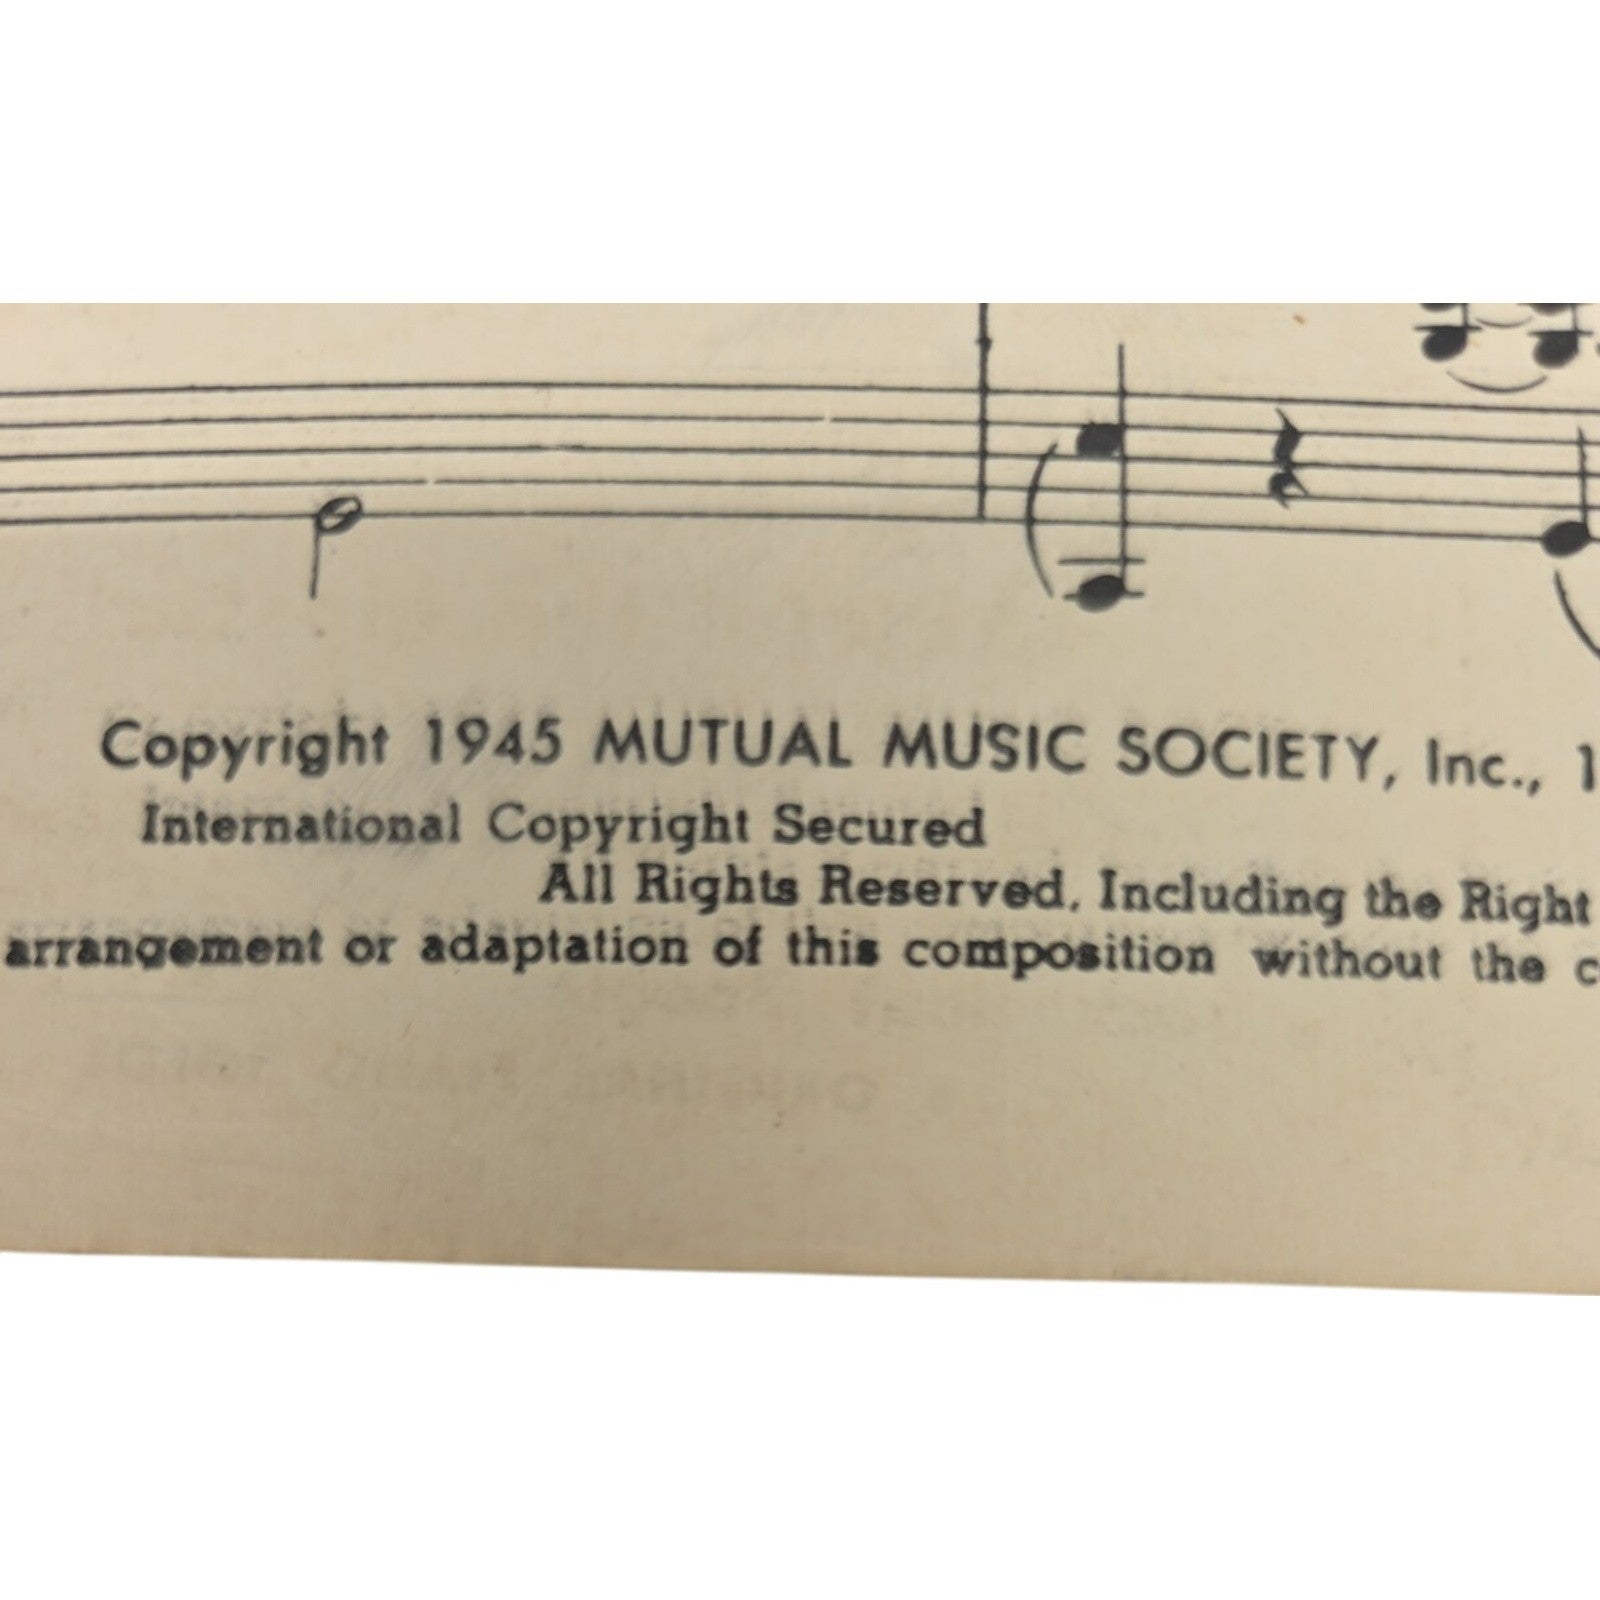 Copyright 1945 MUTUAL MUSIC SOCIETY, Inc., 1
International Copyright Secured
All Rights Reserved, Including the Right
arrangement or adaptation of this composition without the c